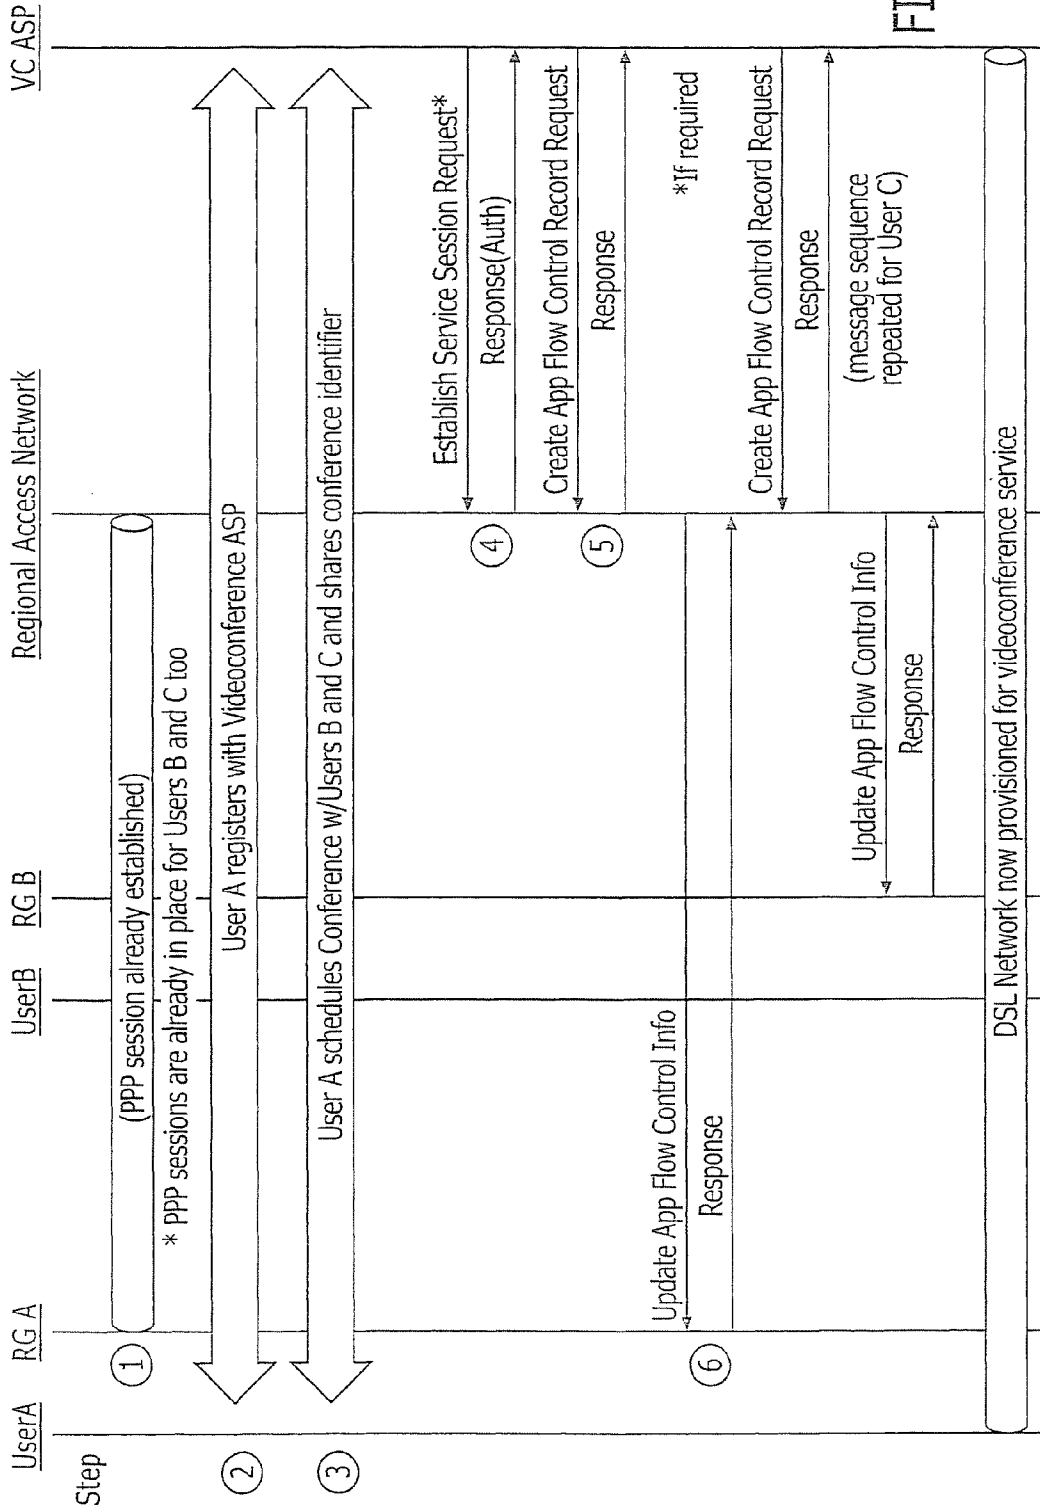 UserA
RG A
UserB
RG B
Regional Access Network
VC ASP
Step
1
(PPP session already established)
* PPP sessions are already in place for Users B and C too
2
User A registers with Videoconference ASP
3
User A schedules Conference w/Users B and C and shares conference identifier
Establish Service Session Request*
4
Response(Auth)
Create App Flow Control Record Request
5
Response
Update App Flow Control Info
*If required
6
Response
Create App Flow Control Record Request
Response
Update App Flow Control Info
(message sequence
repeated for User C)
Response
DSL Network now provisioned for videoconference service